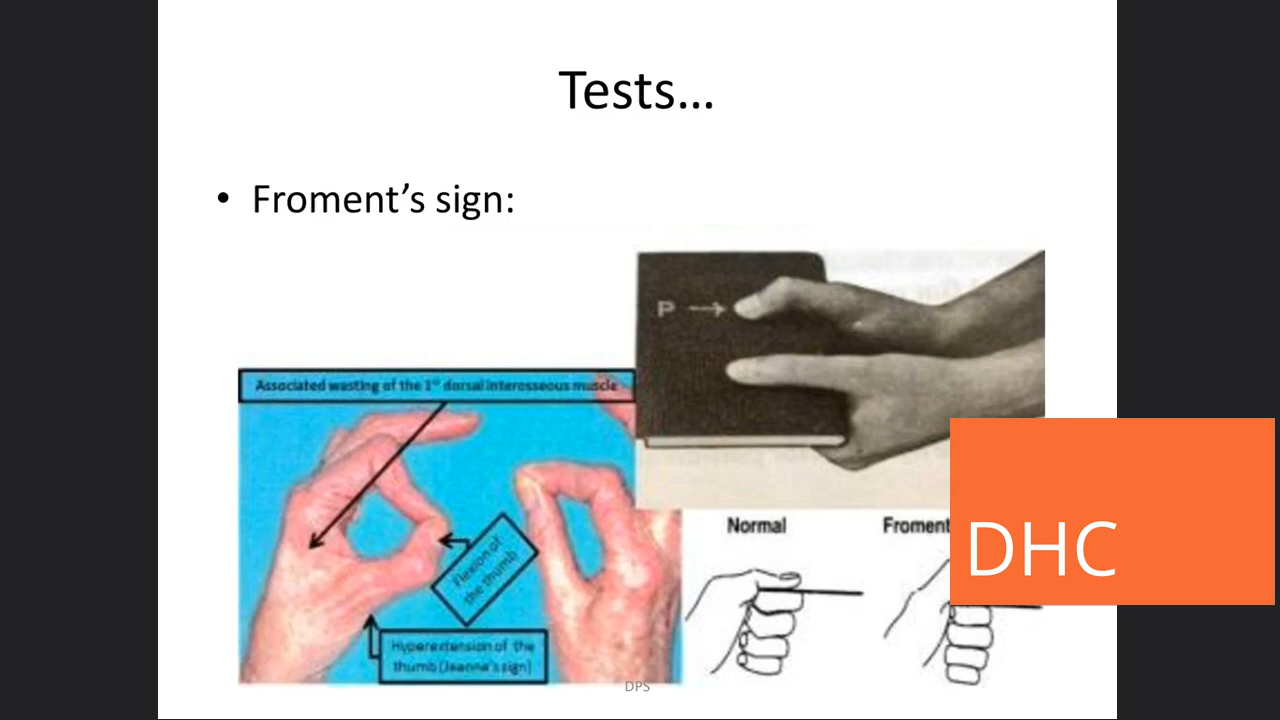 Tests...
• Froment's sign:
P
Associated wasting of the 1st dorsal interosseous muscle
Flexion of
the thumb
Hyperextension of the
thumb (Jeanne's sign)
Normal
Froment
DHC
DPS